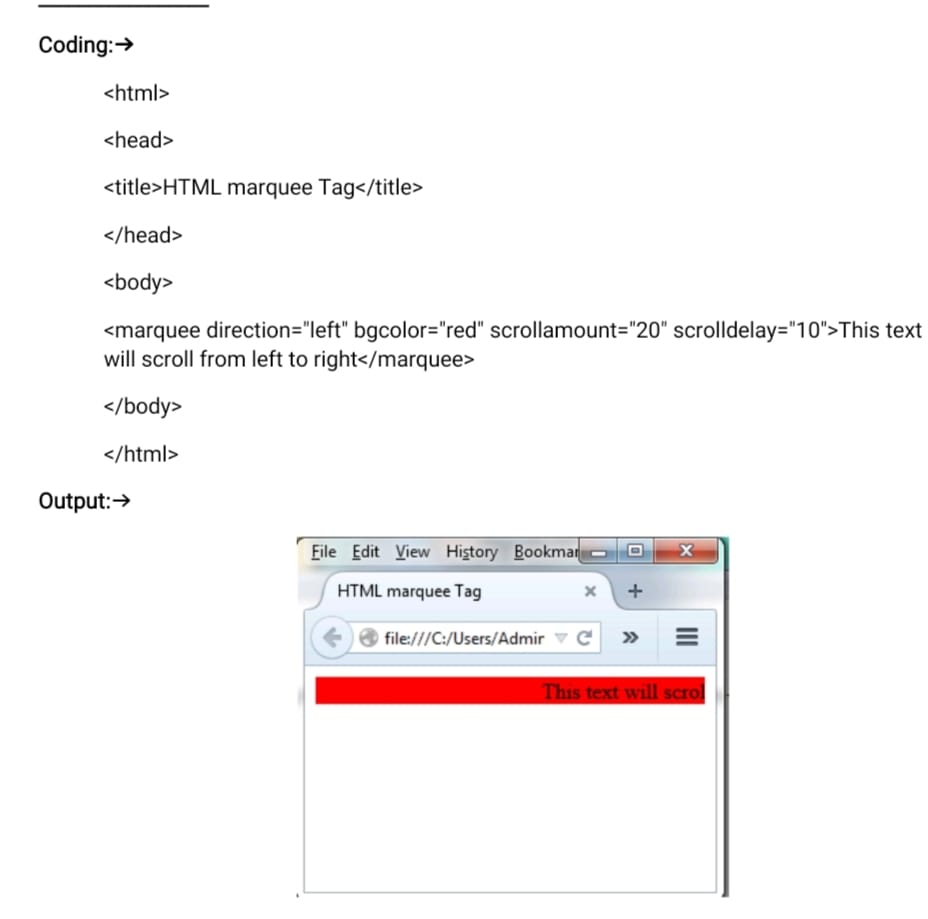 Coding:→
<html>
<head>
<title>HTML marquee Tag</title>
</head>
<body>
<marquee direction="left" bgcolor="red" scrollamount="20" scrolldelay="10">This text
will scroll from left to right</marquee>
</body>
</html>
Output:→
File Edit View History Bookmar
HTML marquee Tag
file:///C:/Users/Admir
This text will scrol